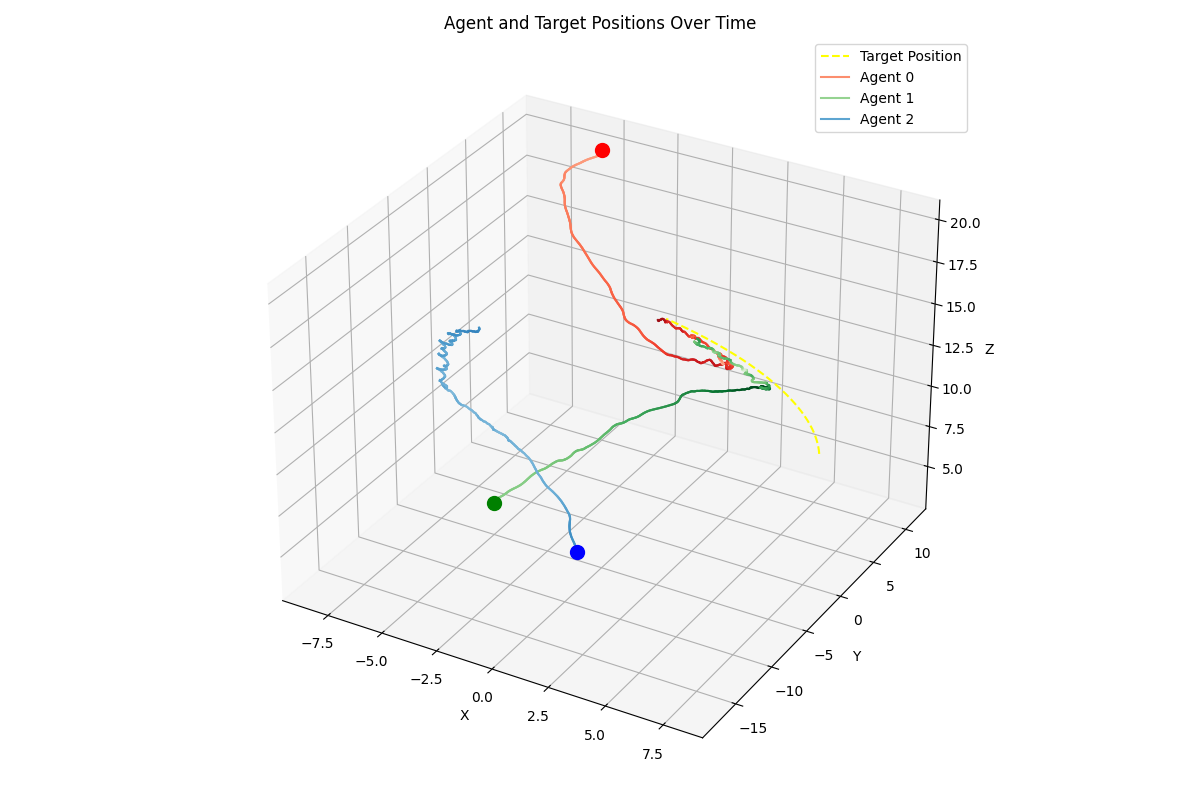 Agent and Target Positions Over Time
Target Position
Agent 0
Agent 1
Agent 2
20.0
17.5
15.0
12.5
Z
10.0
7.5
5.0
10
5
0
−5
Y
−10
−15
−7.5
−5.0
−2.5
0.0
X
2.5
5.0
7.5